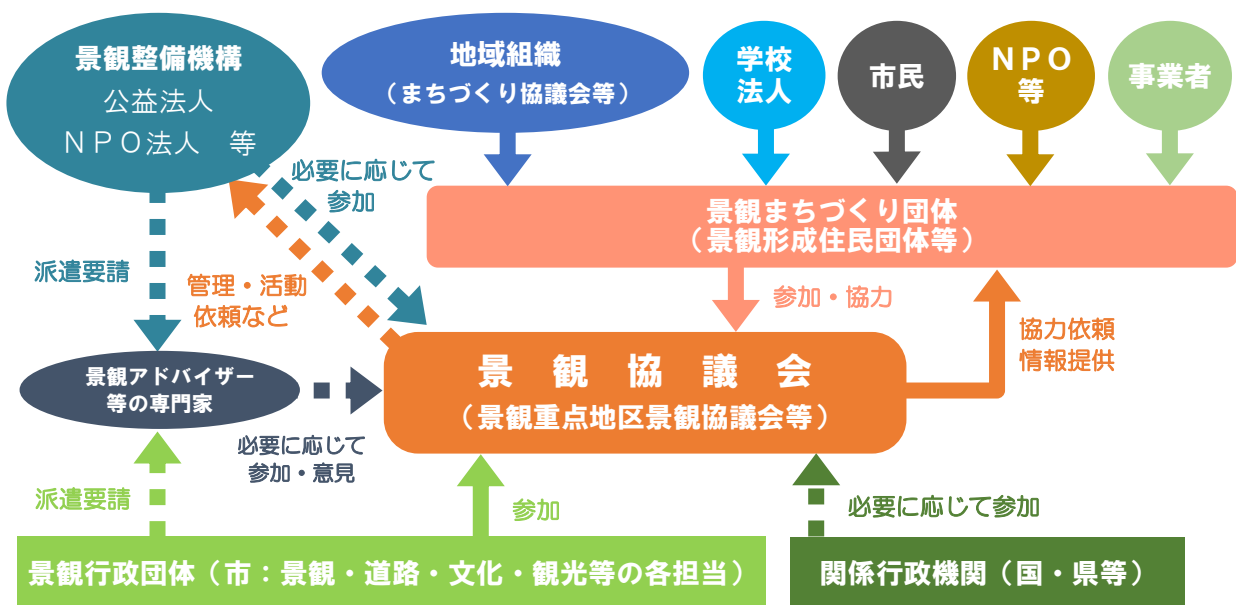 景観整備機構
公益法人
ＮＰＯ法人　等
地域組織
（まちづくり協議会等）
学校
法人
市民
ＮＰＯ
等
事業者
必要に応じて
参加
景観まちづくり団体
（景観形成住民団体等）
派遣要請
管理・活動
依頼など
参加・協力
協力依頼
情報提供
景観アドバイザー
等の専門家
景　観　協　議　会
（景観重点地区景観協議会等）
必要に応じて
参加・意見
派遣要請
参加
必要に応じて参加
景観行政団体（市：景観・道路・文化・観光等の各担当）
関係行政機関（国・県等）